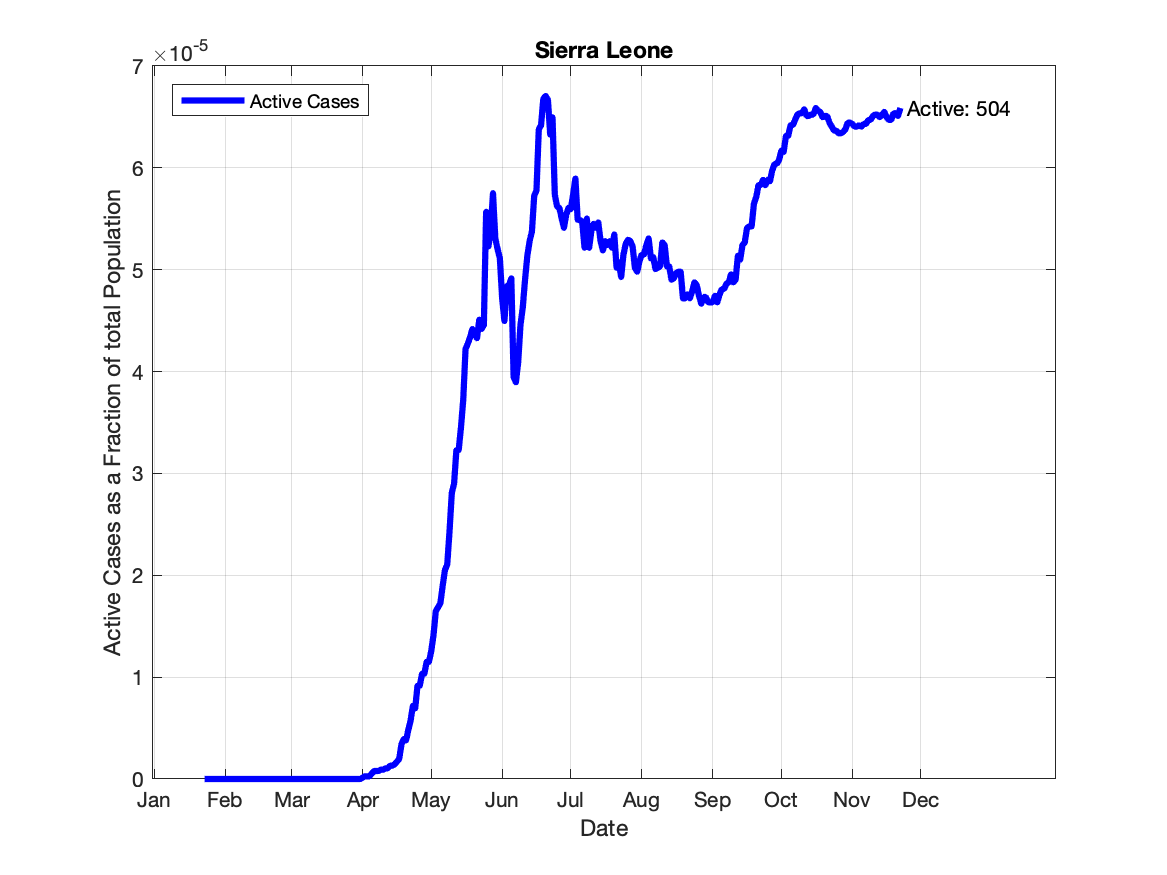 Sierra Leone
×10-5
7
6
5
4
3
2
1
0
Active Cases as a Fraction of total Population
Active Cases
Active: 504
Jan Feb Mar Apr May Jun Jul Aug Sep Oct Nov Dec
Date